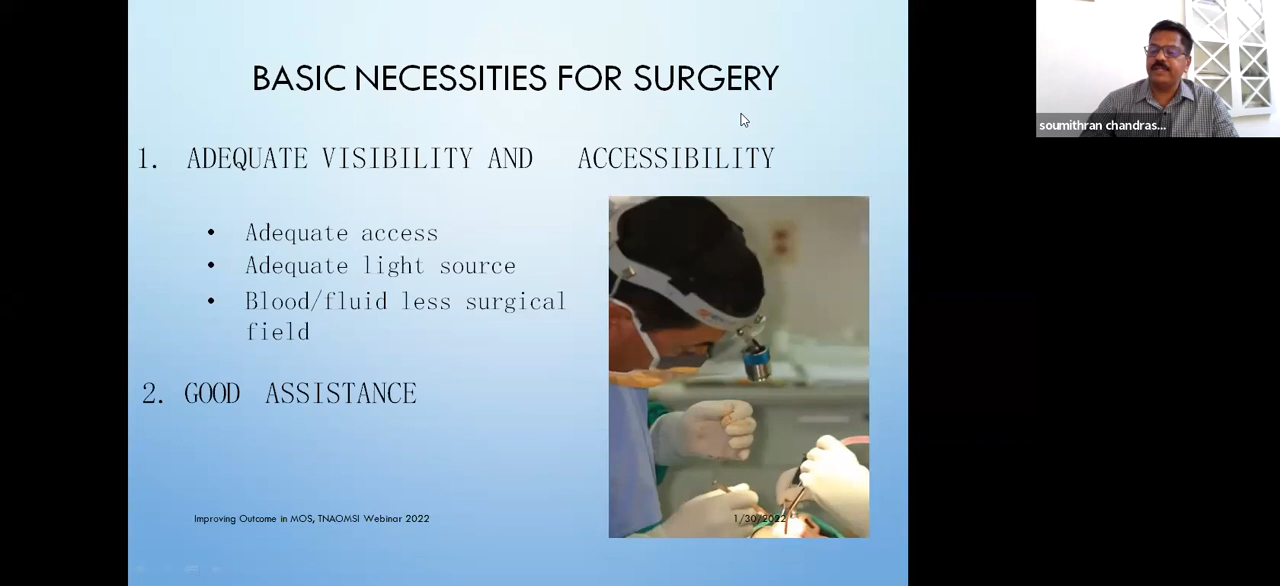 BASIC NECESSITIES FOR SURGERY
1. ADEQUATE VISIBILITY AND ACCESSIBILITY
• Adequate access
• Adequate light source
• Blood/fluid less surgical
field
2. GOOD ASSISTANCE
Improving Outcome in MOS, TNAOMSI Webinar 2022
1/30/2022
soumithran chandras...